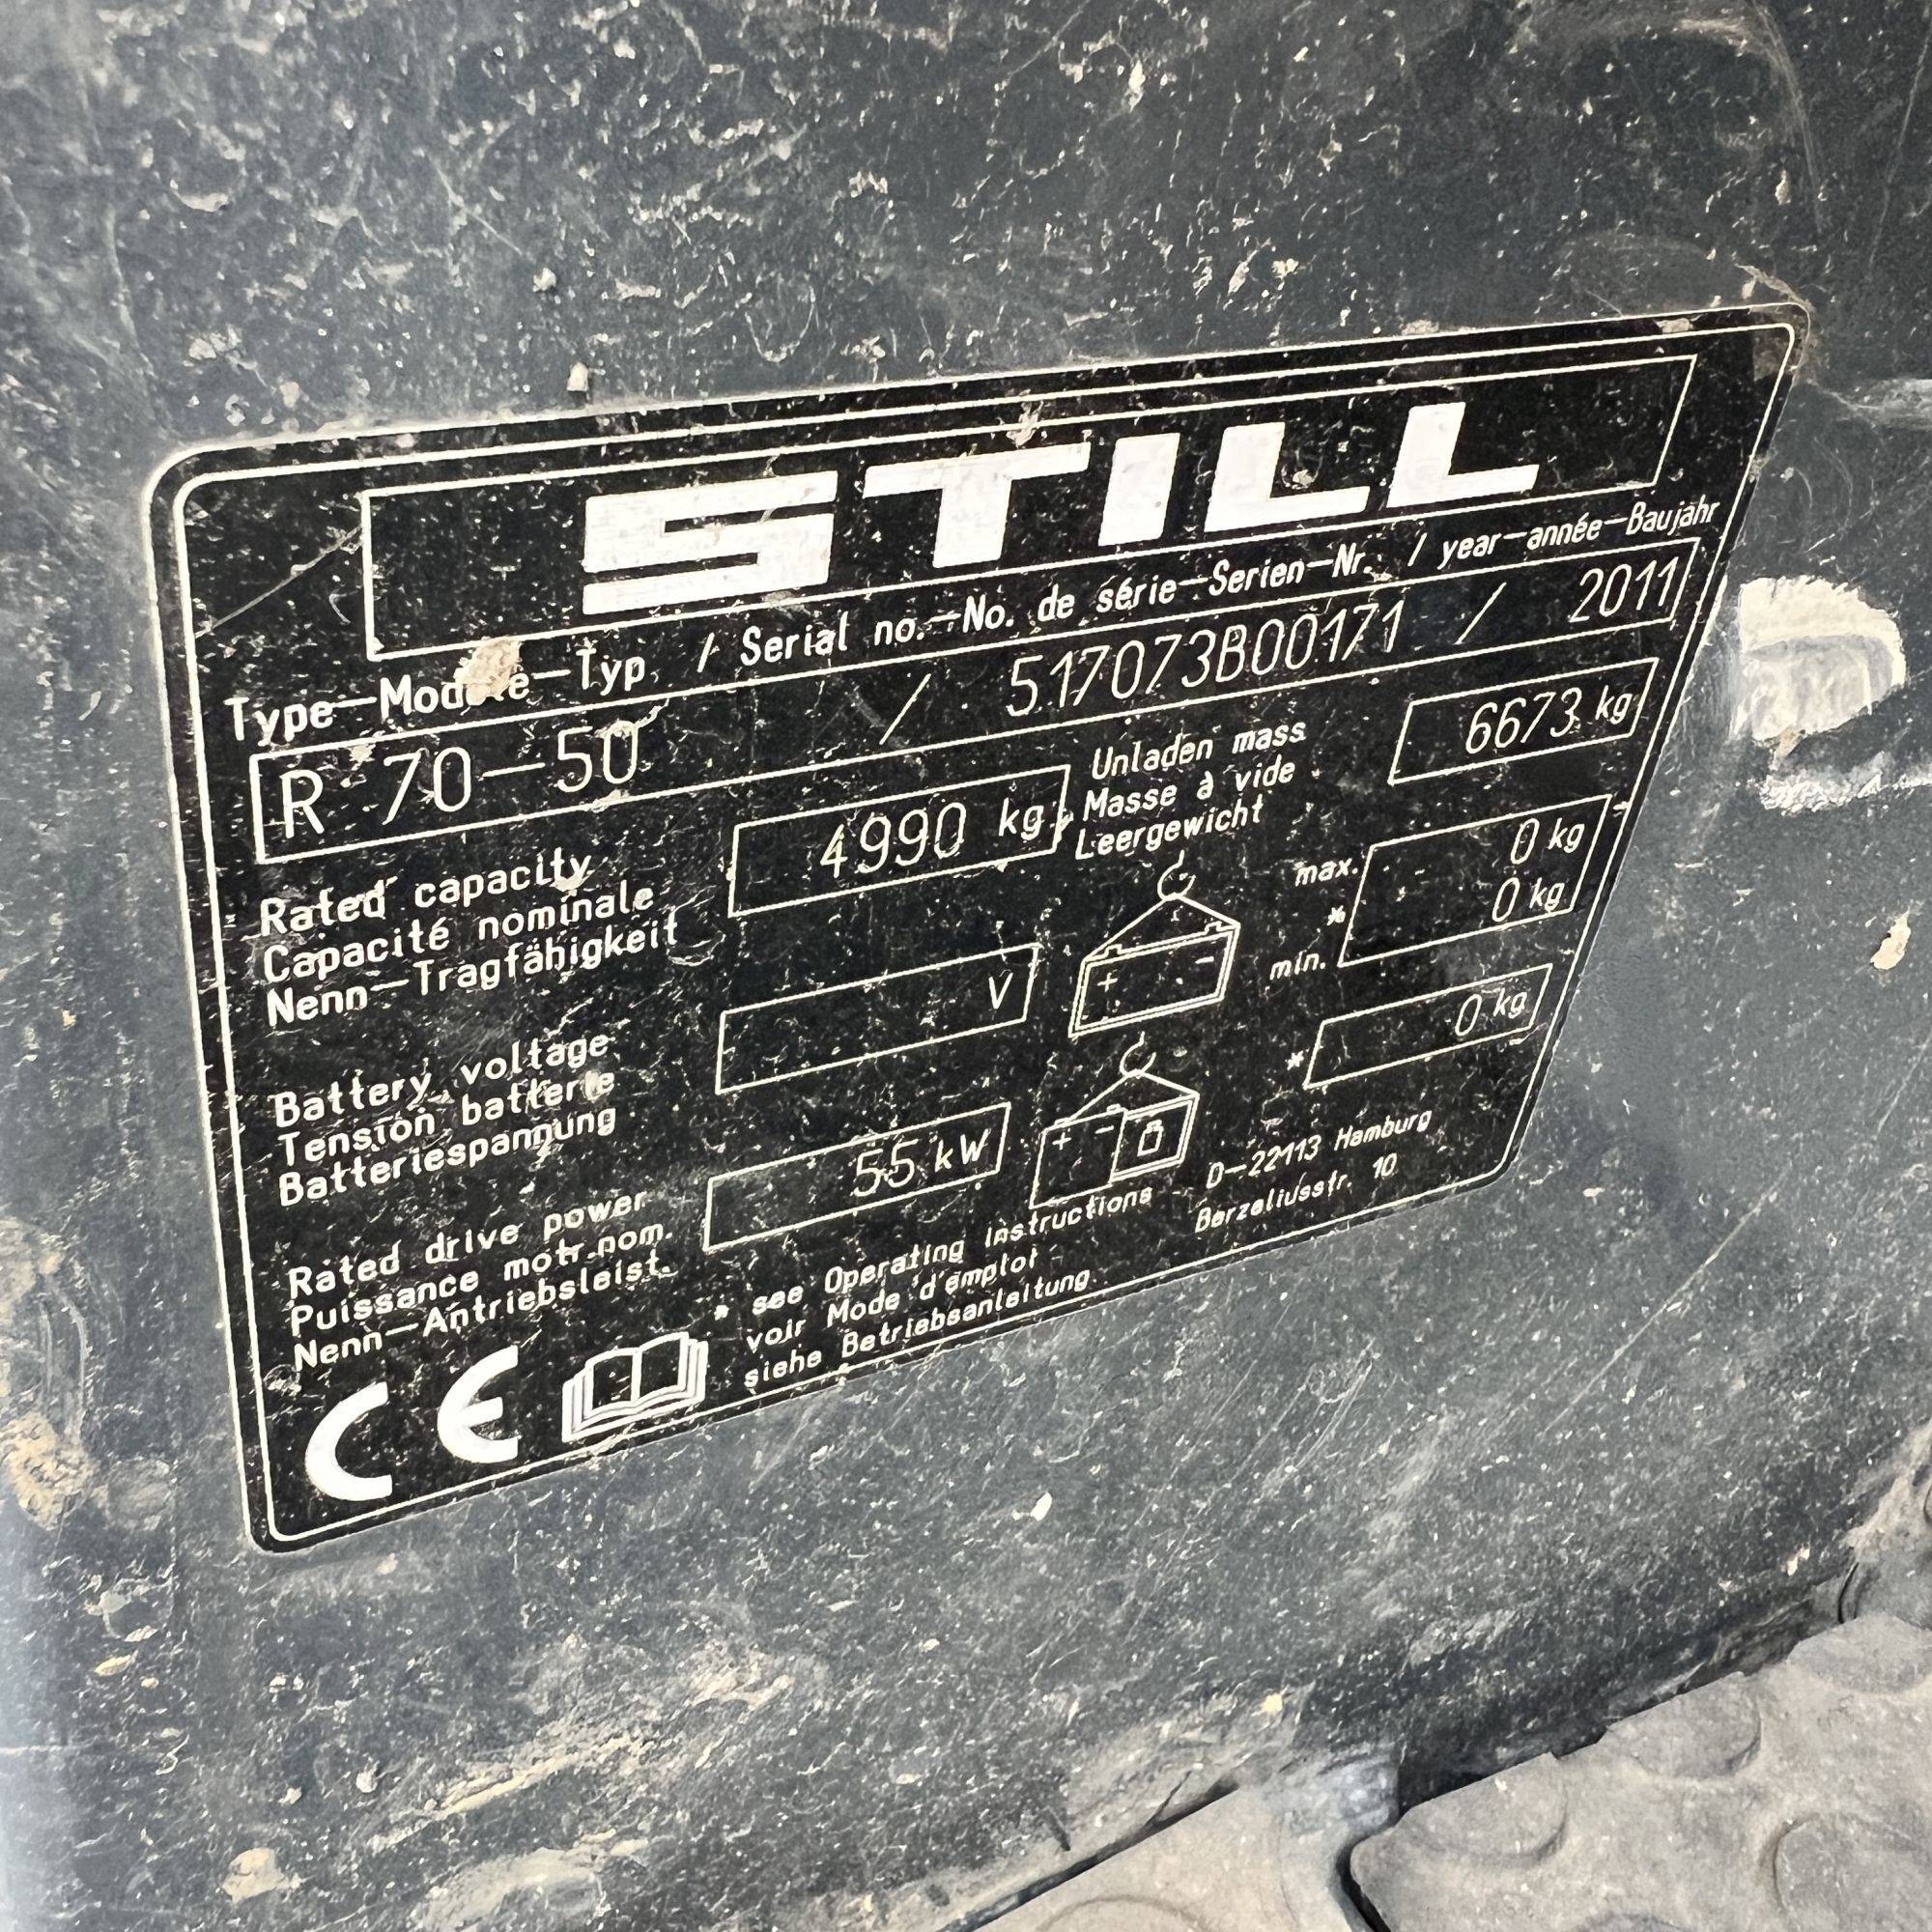 STILL
Type-Modèle-Typ / Serial no.-No. de série-Serien-Nr. / year-année-Baujahr
R 70-50 / 517073B00171 / 2011
Rated capacity
Capacité nominale
Nenn-Tragfähigkeit
4990 kg
Unladen mass
Masse à vide
Leergewicht
6673 kg
Battery voltage
Tension batterie
Batteriespannung
V
+ -
max. 0 kg
*
min. 0 kg
Rated drive power
Puissance motr.nom.
Nenn-Antriebsleist.
55 kW
+ -
* 0 kg
* see Operating instructions
voir Mode d'emploi
siehe Betriebsanleitung
D-22113 Hamburg
Berzeliusstr. 10
CE